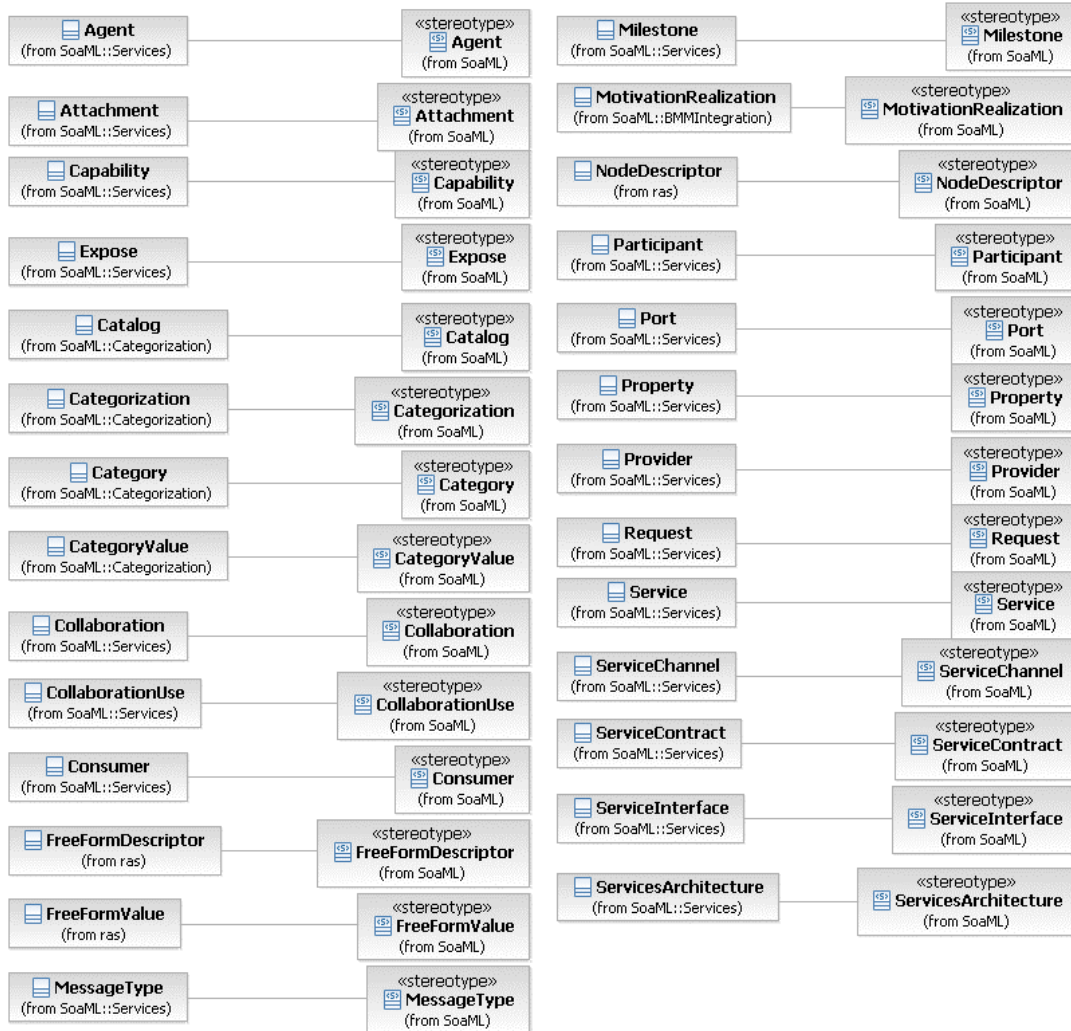 Agent
(from SoaML::Services)
«stereotype»
Agent
(from SoaML)
Attachment
(from SoaML::Services)
«stereotype»
Attachment
(from SoaML)
Capability
(from SoaML::Services)
«stereotype»
Capability
(from SoaML)
Expose
(from SoaML::Services)
«stereotype»
Expose
(from SoaML)
Catalog
(from SoaML::Categorization)
«stereotype»
Catalog
(from SoaML)
Categorization
(from SoaML::Categorization)
«stereotype»
Categorization
(from SoaML)
Category
(from SoaML::Categorization)
«stereotype»
Category
(from SoaML)
CategoryValue
(from SoaML::Categorization)
«stereotype»
CategoryValue
(from SoaML)
Collaboration
(from SoaML::Services)
«stereotype»
Collaboration
(from SoaML)
CollaborationUse
(from SoaML::Services)
«stereotype»
CollaborationUse
(from SoaML)
Consumer
(from SoaML::Services)
«stereotype»
Consumer
(from SoaML)
FreeFormDescriptor
(from ras)
«stereotype»
FreeFormDescriptor
(from SoaML)
FreeFormValue
(from ras)
«stereotype»
FreeFormValue
(from SoaML)
MessageType
(from SoaML::Services)
«stereotype»
MessageType
(from SoaML)
Milestone
(from SoaML::Services)
«stereotype»
Milestone
(from SoaML)
MotivationRealization
(from SoaML::BMMIntegration)
«stereotype»
MotivationRealization
(from SoaML)
NodeDescriptor
(from ras)
«stereotype»
NodeDescriptor
(from SoaML)
Participant
(from SoaML::Services)
«stereotype»
Participant
(from SoaML)
Port
(from SoaML::Services)
«stereotype»
Port
(from SoaML)
Property
(from SoaML::Services)
«stereotype»
Property
(from SoaML)
Provider
(from SoaML::Services)
«stereotype»
Provider
(from SoaML)
Request
(from SoaML::Services)
«stereotype»
Request
(from SoaML)
Service
(from SoaML::Services)
«stereotype»
Service
(from SoaML)
ServiceChannel
(from SoaML::Services)
«stereotype»
ServiceChannel
(from SoaML)
ServiceContract
(from SoaML::Services)
«stereotype»
ServiceContract
(from SoaML)
ServiceInterface
(from SoaML::Services)
«stereotype»
ServiceInterface
(from SoaML)
ServicesArchitecture
(from SoaML::Services)
«stereotype»
ServicesArchitecture
(from SoaML)